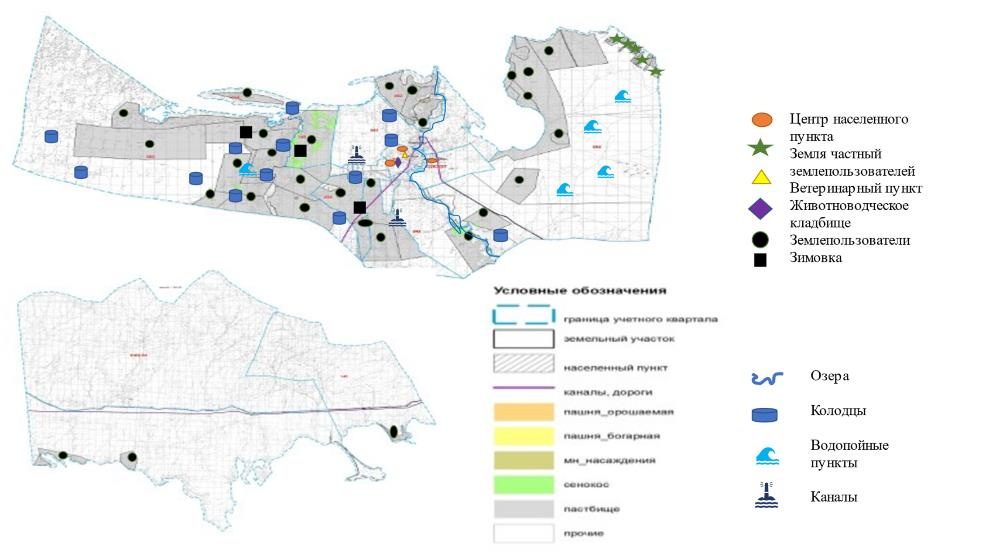 Центр населенного
пункта
Земля частный
землепользователей
Ветеринарный пункт
Животноводческое
кладбище
Землепользователи
Зимовка
Условные обозначения
граница учетного квартала
земельный участок
населенный пункт
каналы, дороги
пашня_орошаемая
пашня_богарная
мн_насаждения
сенокос
пастбище
прочие
Озера
Колодцы
Водопойные
пункты
Каналы